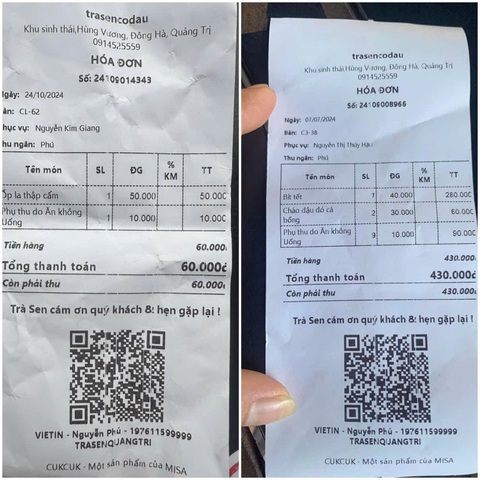 trasencodau
Khu sinh thái,Hùng Vương, Đông Hà, Quảng Trị
0914525559
HÓA ĐƠN
Số: 24109014343
Ngày: 24/10/2024
Bàn: CL-62
Phục vụ: Nguyễn Kim Giang
Thu ngân: Phú
Tên món SL ĐG % KM TT
Ốp la thập cẩm 1 50.000 50.000
Phụ thu do Ăn không Uống 1 10.000 10.000
Tiền hàng 60.000
Tổng thanh toán 60.000đ
Còn phải thu 60.000
Trà Sen cám ơn quý khách & hẹn gặp lại !
VIETIN - Nguyễn Phú - 197611599999
TRASENQUANGTRI
CUKCUK - Một sản phẩm của MISA
trasencodau
Khu sinh thái,Hùng Vương, Đông Hà, Quảng Trị
0914525559
HÓA ĐƠN
Số: 24109008966
Ngày: 07/07/2024
Bàn: C3-38
Phục vụ: Nguyễn Thị Thúy Hậu
Thu ngân: Phú
Tên món SL ĐG % KM TT
Bít tết 7 40.000 280.000
Cháo đậu đỏ cá bống 2 30.000 60.000
Phụ thu do Ăn không Uống 9 10.000 90.000
Tiền hàng 430.000
Tổng thanh toán 430.000đ
Còn phải thu 430.000
Trà Sen cám ơn quý khách & hẹn gặp lại !
VIETIN - Nguyễn Phú - 197611599999
TRASENQUANGTRI
CUKCUK - Một sản phẩm của MISA